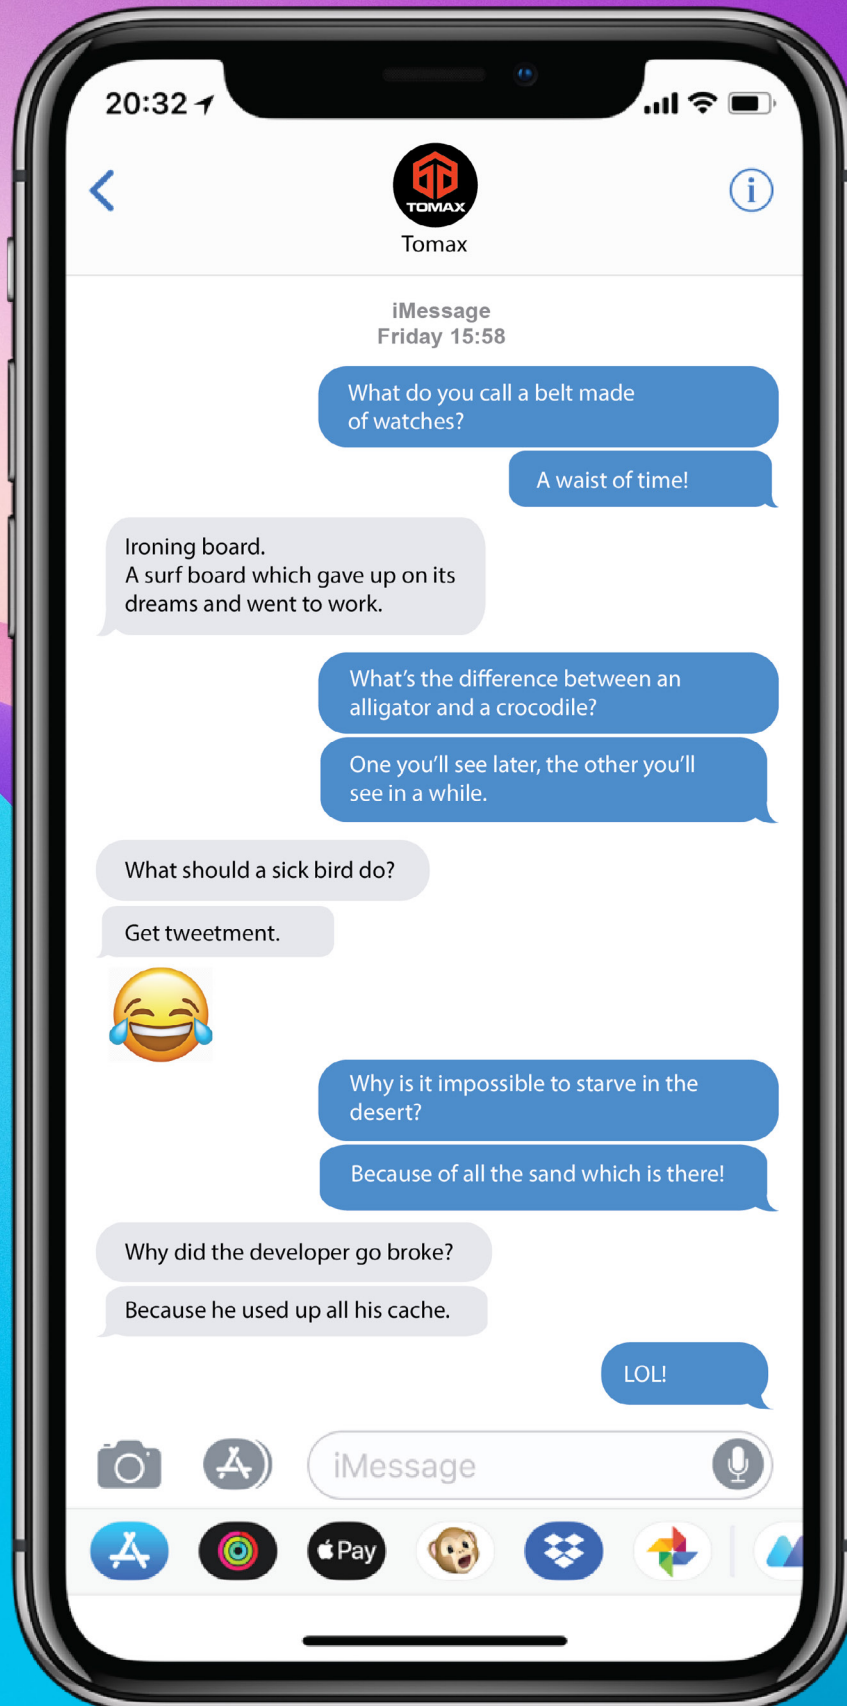 20:32
TOMAX
Tomax
iMessage
Friday 15:58
What do you call a belt made
of watches?
A waist of time!
Ironing board.
A surf board which gave up on its
dreams and went to work.
What’s the difference between an
alligator and a crocodile?
One you’ll see later, the other you’ll
see in a while.
What should a sick bird do?
Get tweetment.
Why is it impossible to starve in the
desert?
Because of all the sand which is there!
Why did the developer go broke?
Because he used up all his cache.
LOL!
iMessage
Pay